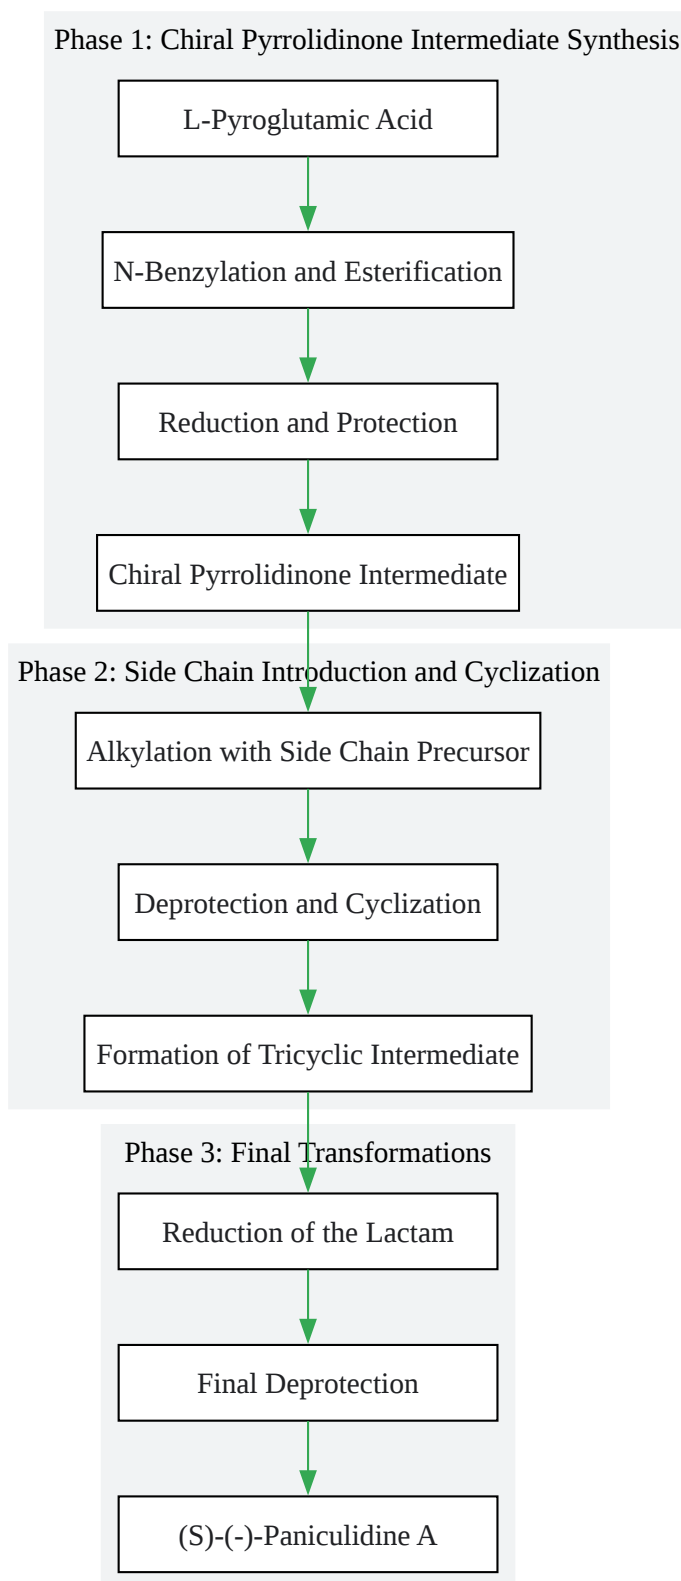 Phase 1: Chiral Pyrrolidinone Intermediate Synthesis
L-Pyroglutamic Acid
N-Benzylation and Esterification
Reduction and Protection
Chiral Pyrrolidinone Intermediate
Phase 2: Side Chain Introduction and Cyclization
Alkylation with Side Chain Precursor
Deprotection and Cyclization
Formation of Tricyclic Intermediate
Phase 3: Final Transformations
Reduction of the Lactam
Final Deprotection
(S)-(-)-Paniculidine A